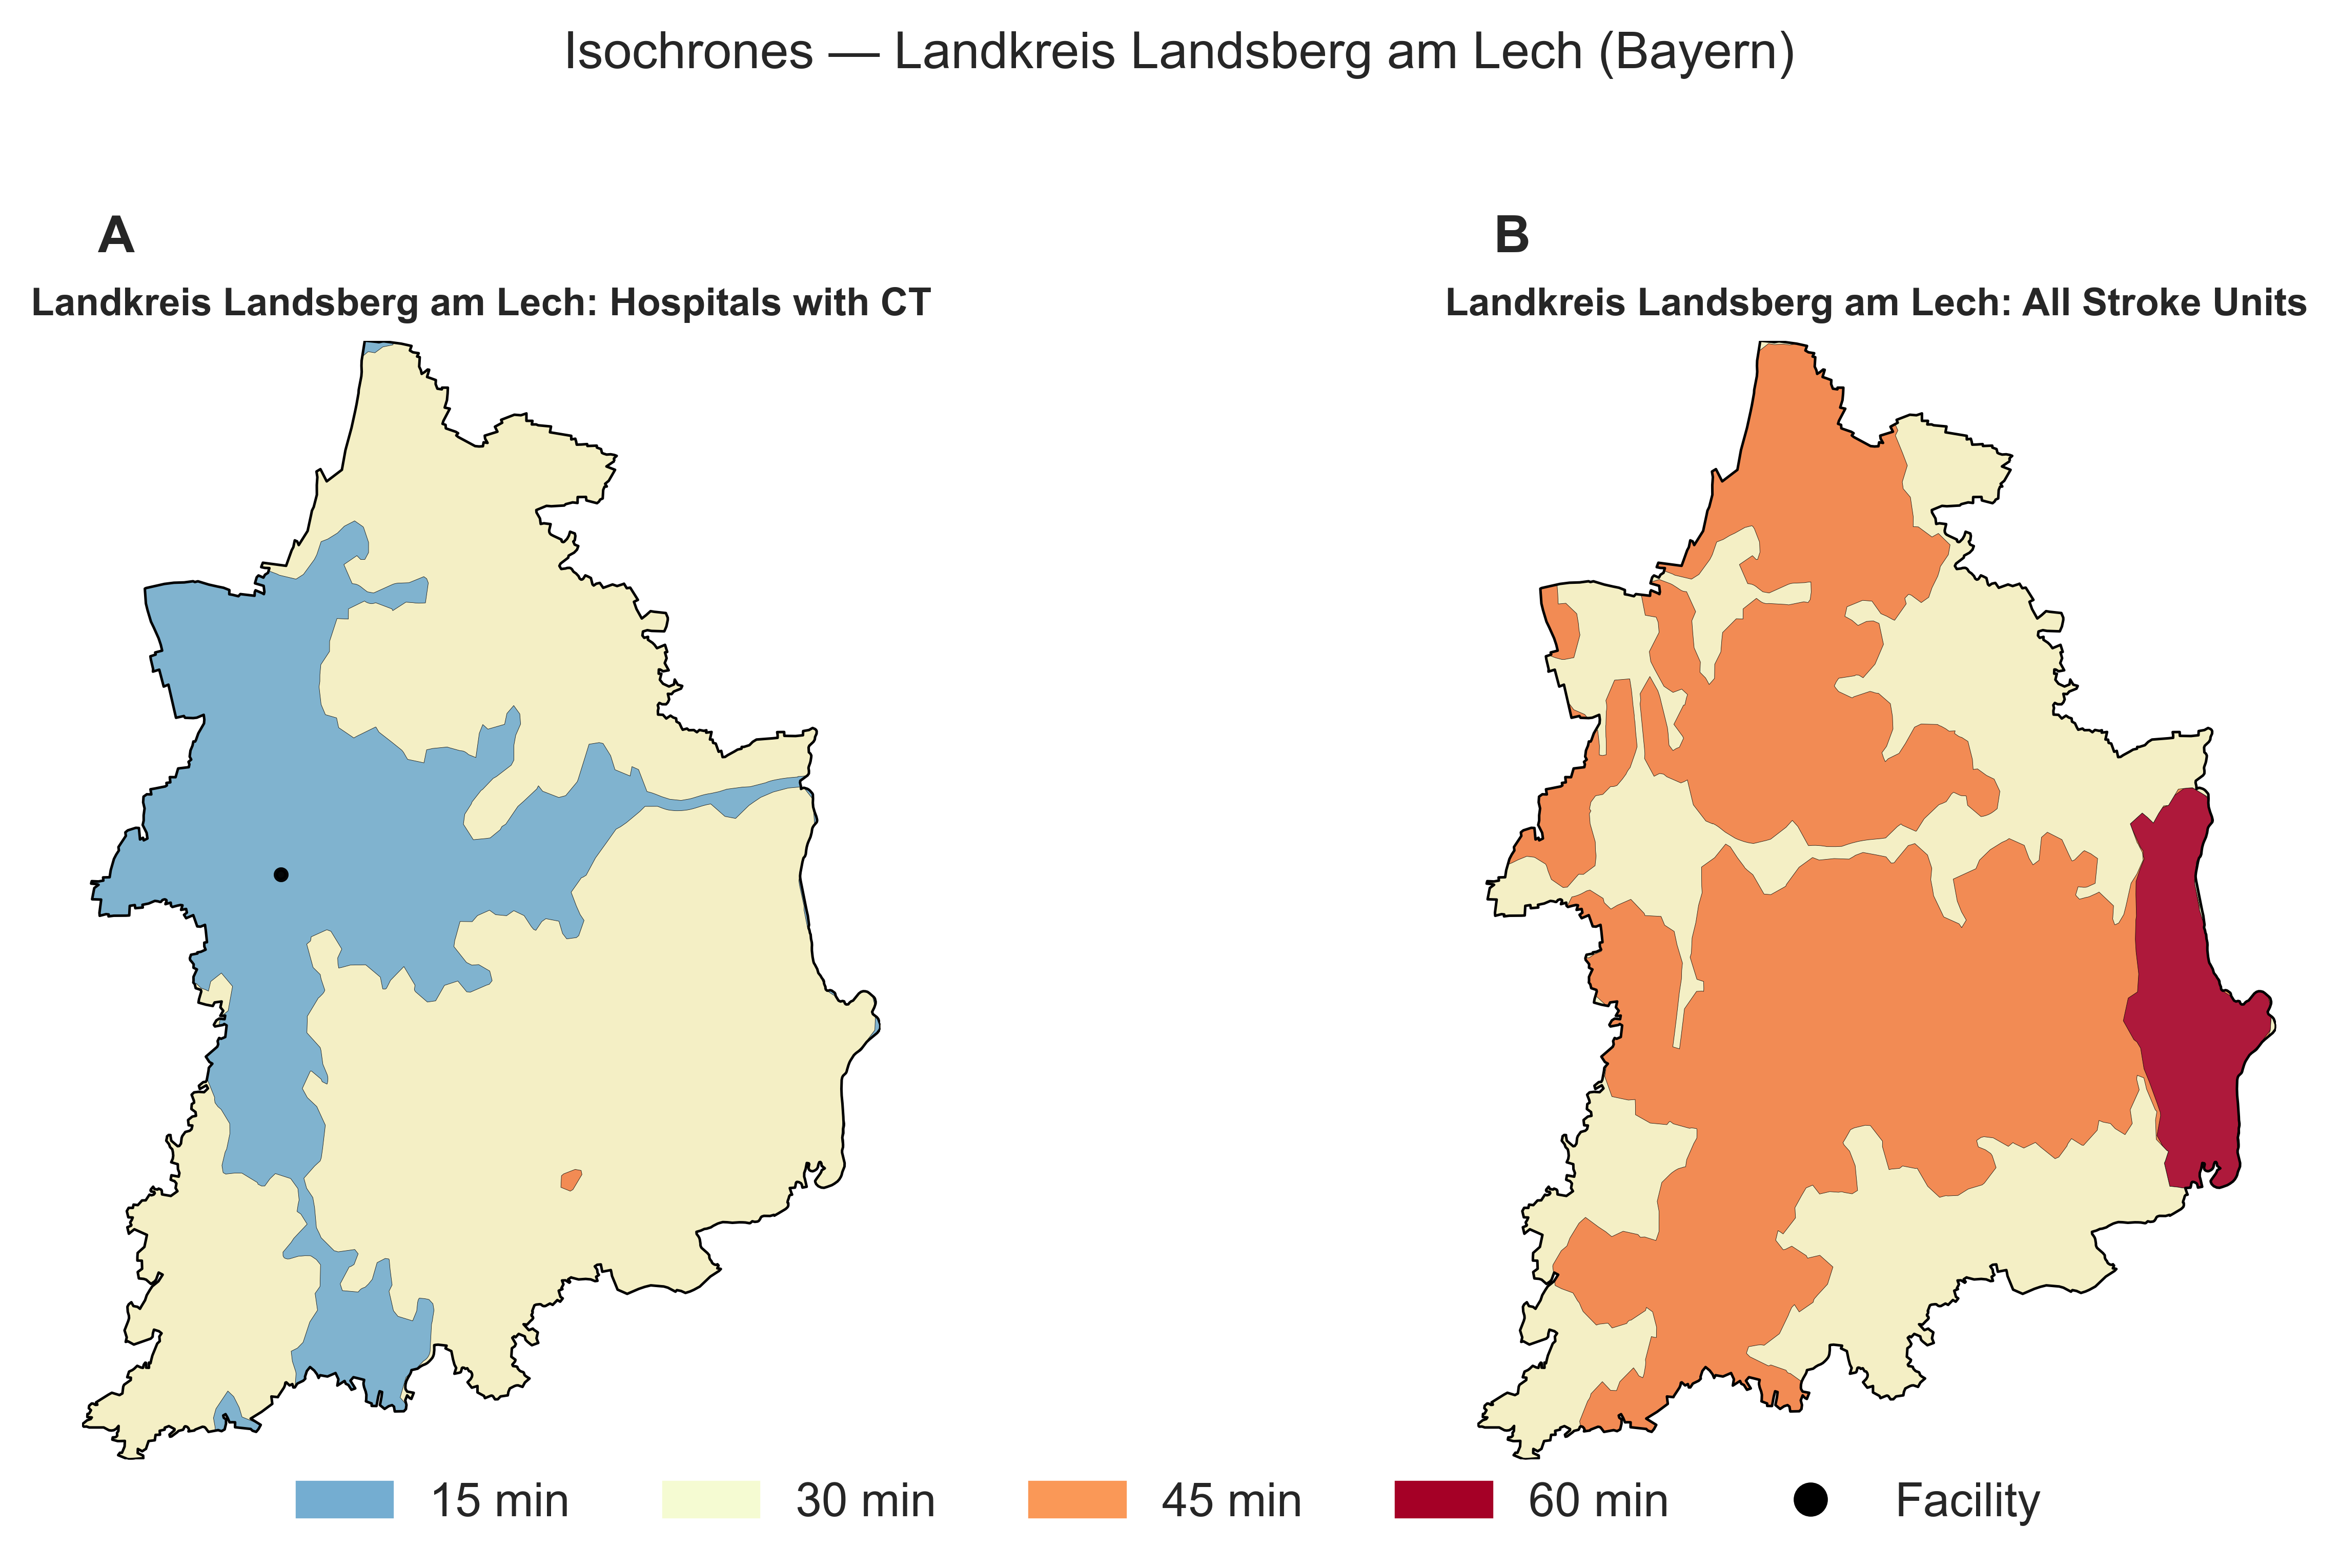 Isochrones — Landkreis Landsberg am Lech (Bayern)
A
Landkreis Landsberg am Lech: Hospitals with CT
B
Landkreis Landsberg am Lech: All Stroke Units
15 min
30 min
45 min
60 min
Facility